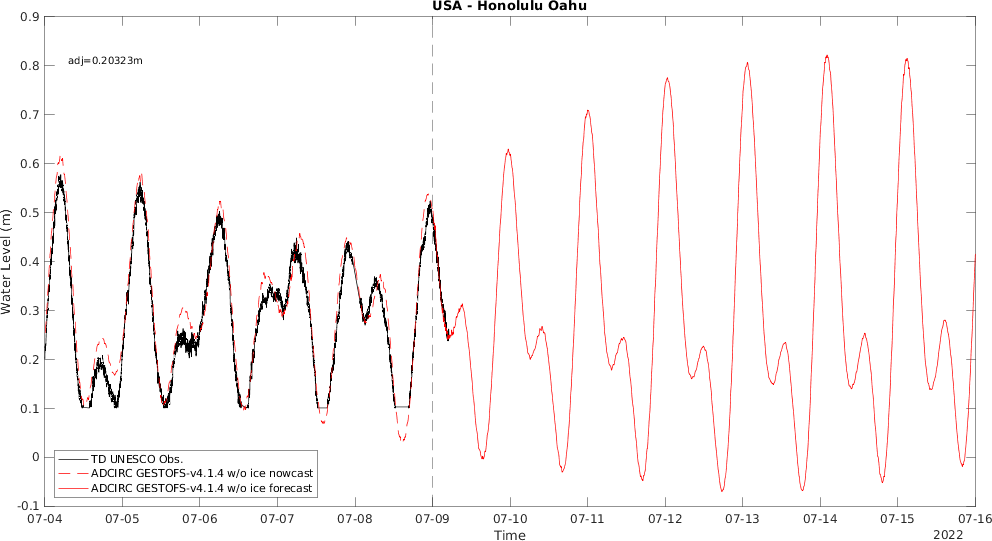 USA - Honolulu Oahu
adj=0.20323m
Water Level (m)
0.9
0.8
0.7
0.6
0.5
0.4
0.3
0.2
0.1
0
-0.1
TD UNESCO Obs.
ADCIRC GESTOFS-v4.1.4 w/o ice nowcast
ADCIRC GESTOFS-v4.1.4 w/o ice forecast
07-04 07-05 07-06 07-07 07-08 07-09 07-10 07-11 07-12 07-13 07-14 07-15 07-16
Time
2022